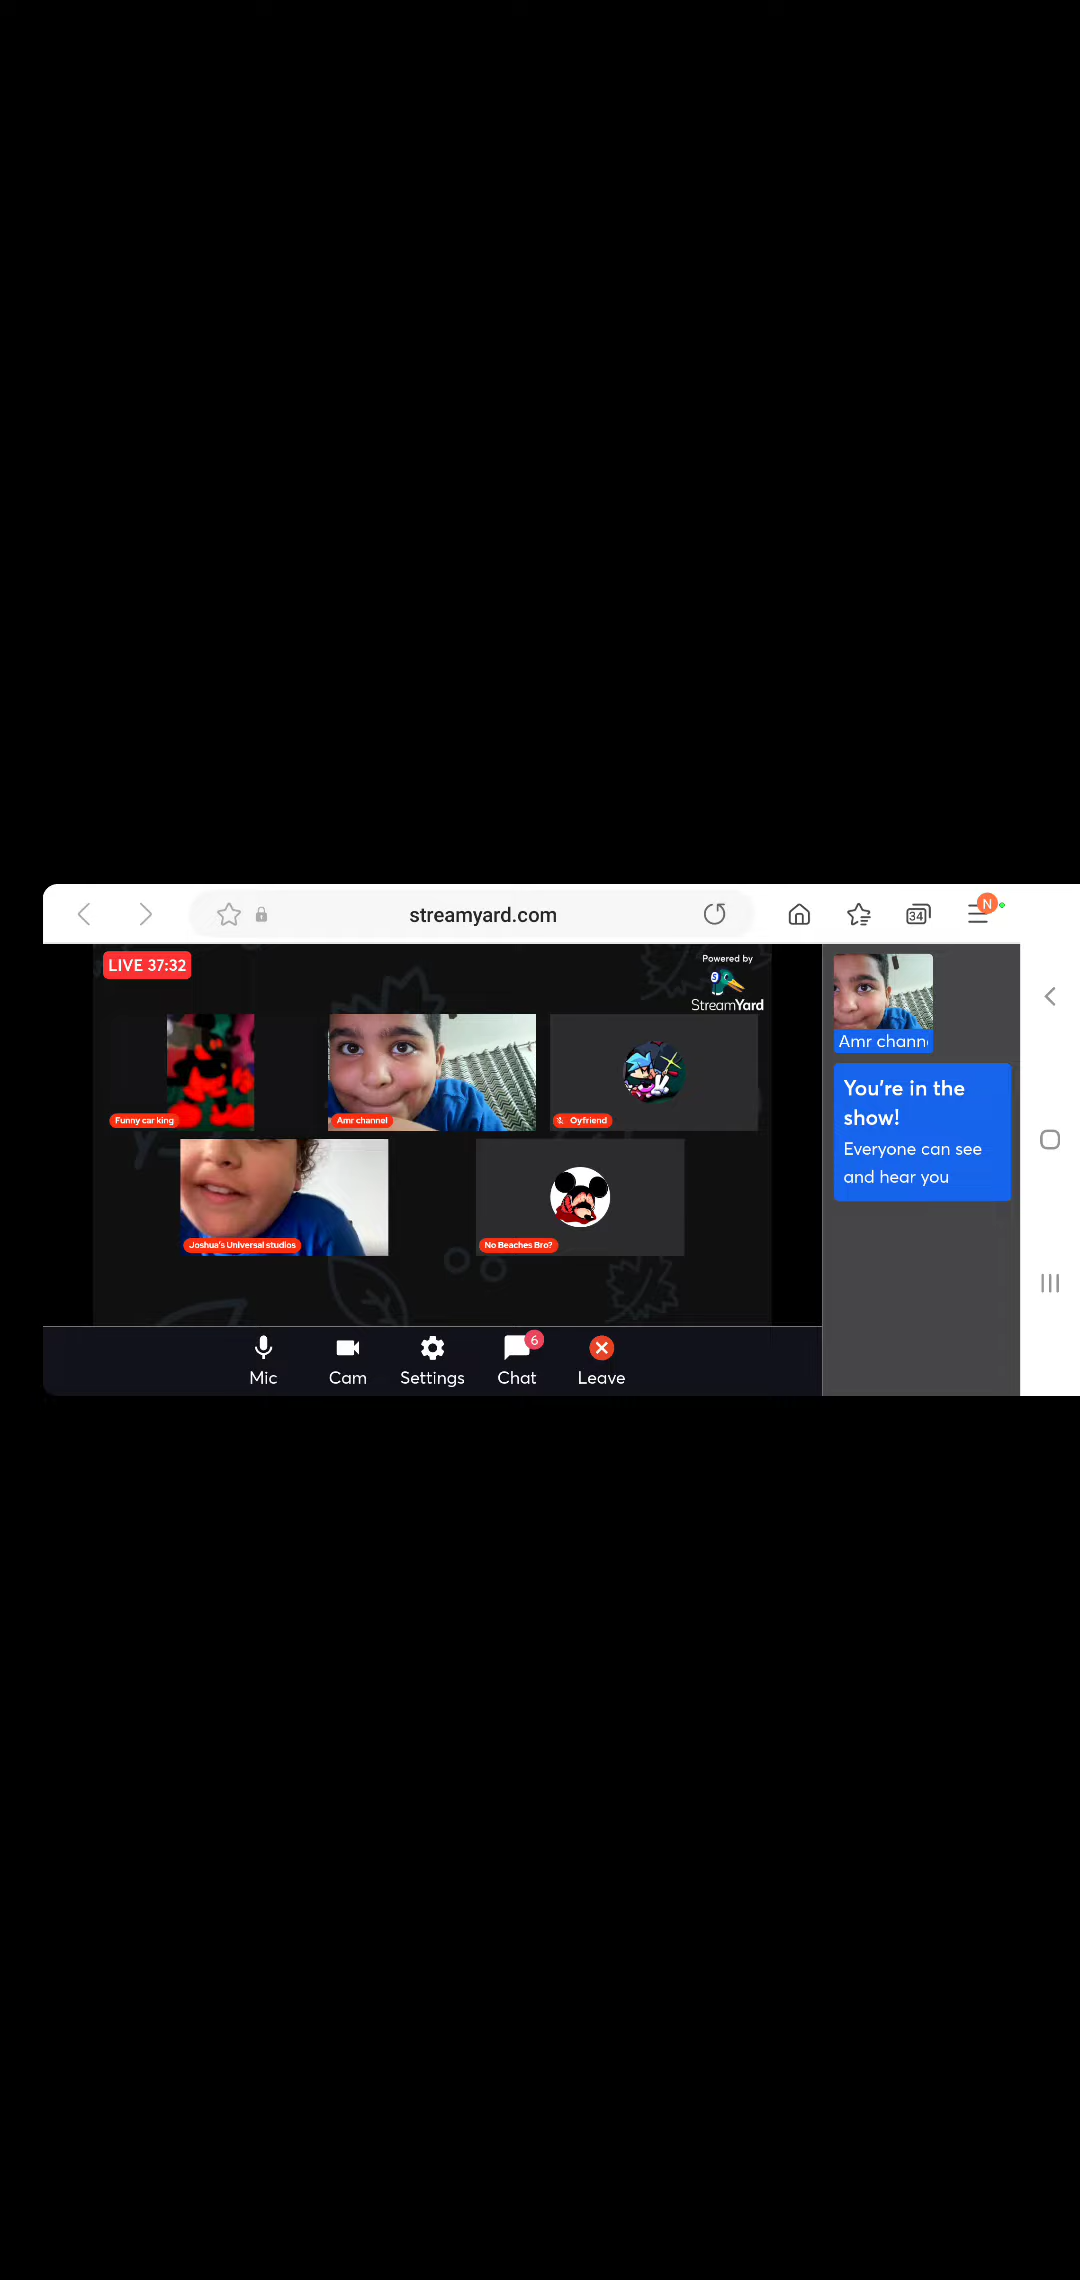 streamyard.com
34
N
LIVE 37:32
Powered by
StreamYard
Funny car king
Amr channel
Oyfriend
Joshua's Universal studios
No Beaches Bro?
Amr chann
You're in the
show!
Everyone can see
and hear you
6
Mic
Cam
Settings
Chat
Leave